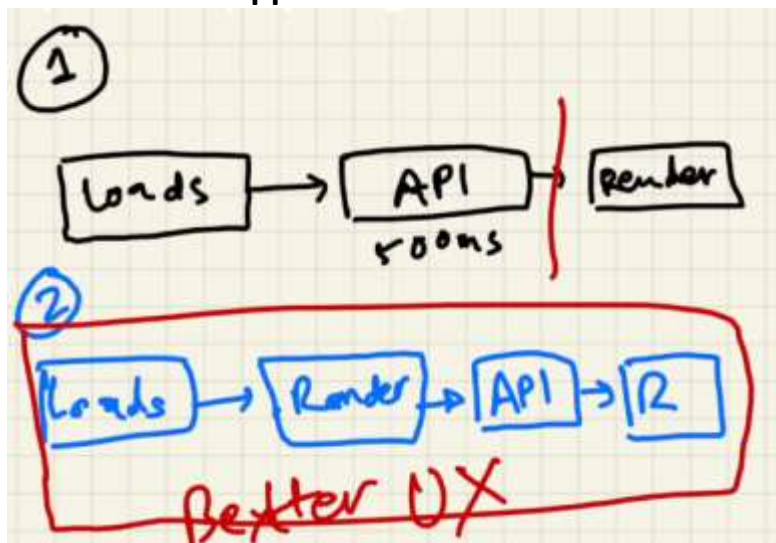 1
Loads API Render
500ms
2
Loads Render API R
Better UX